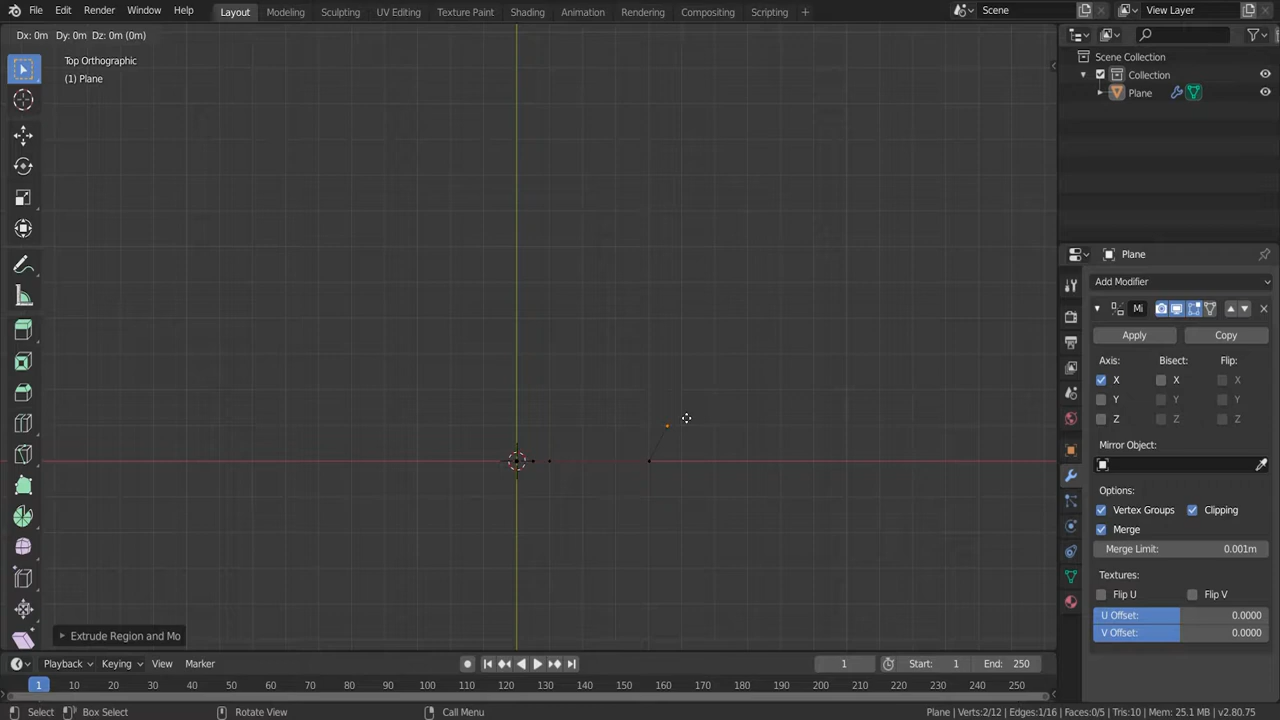 File Edit Render Window Help Layout Modeling Sculpting UV Editing Texture Paint Shading Animation Rendering Compositing Scripting + Scene View Layer
Dx: 0m Dy: 0m Dz: 0m (0m)
Top Orthographic
(1) Plane
Scene Collection
Collection
Plane
Plane
Add Modifier
Mi
Apply Copy
Axis: Bisect: Flip:
X X X
Y Y Y
Z Z Z
Mirror Object:
Options:
Vertex Groups Clipping
Merge
Merge Limit: 0.001m
Textures:
Flip U Flip V
U Offset: 0.0000
V Offset: 0.0000
Extrude Region and Mo
Playback Keying View Marker 1 Start: 1 End: 250
1 10 20 30 40 50 60 70 80 90 100 110 120 130 140 150 160 170 180 190 200 210 220 230 240 250
Select Box Select Rotate View Call Menu Plane | Verts:2/12 | Edges:1/16 | Faces:0/5 | Tris:10 | Mem: 25.1 MB | v2.80.75